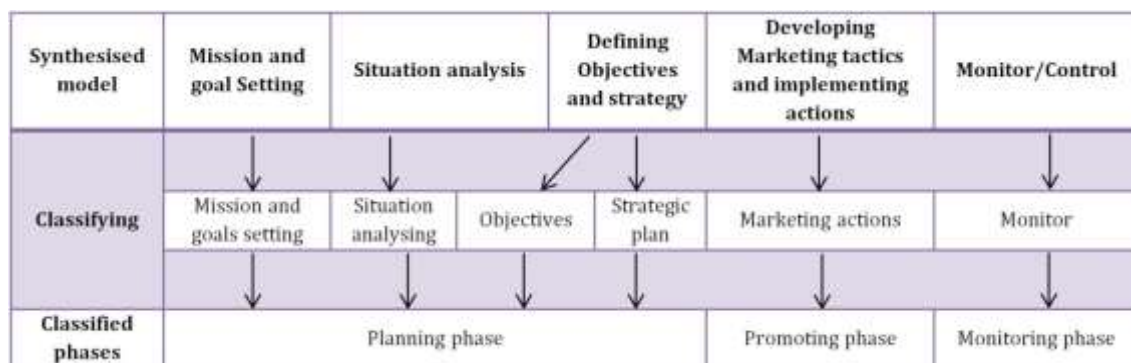 Synthesised
model
Mission and
goal Setting
Situation analysis
Defining
Objectives
and strategy
Developing
Marketing tactics
and implementing
actions
Monitor/Control
Classifying
Mission and
goals setting
Situation
analysing
Objectives
Strategic
plan
Marketing actions
Monitor
Classified
phases
Planning phase
Promoting phase
Monitoring phase